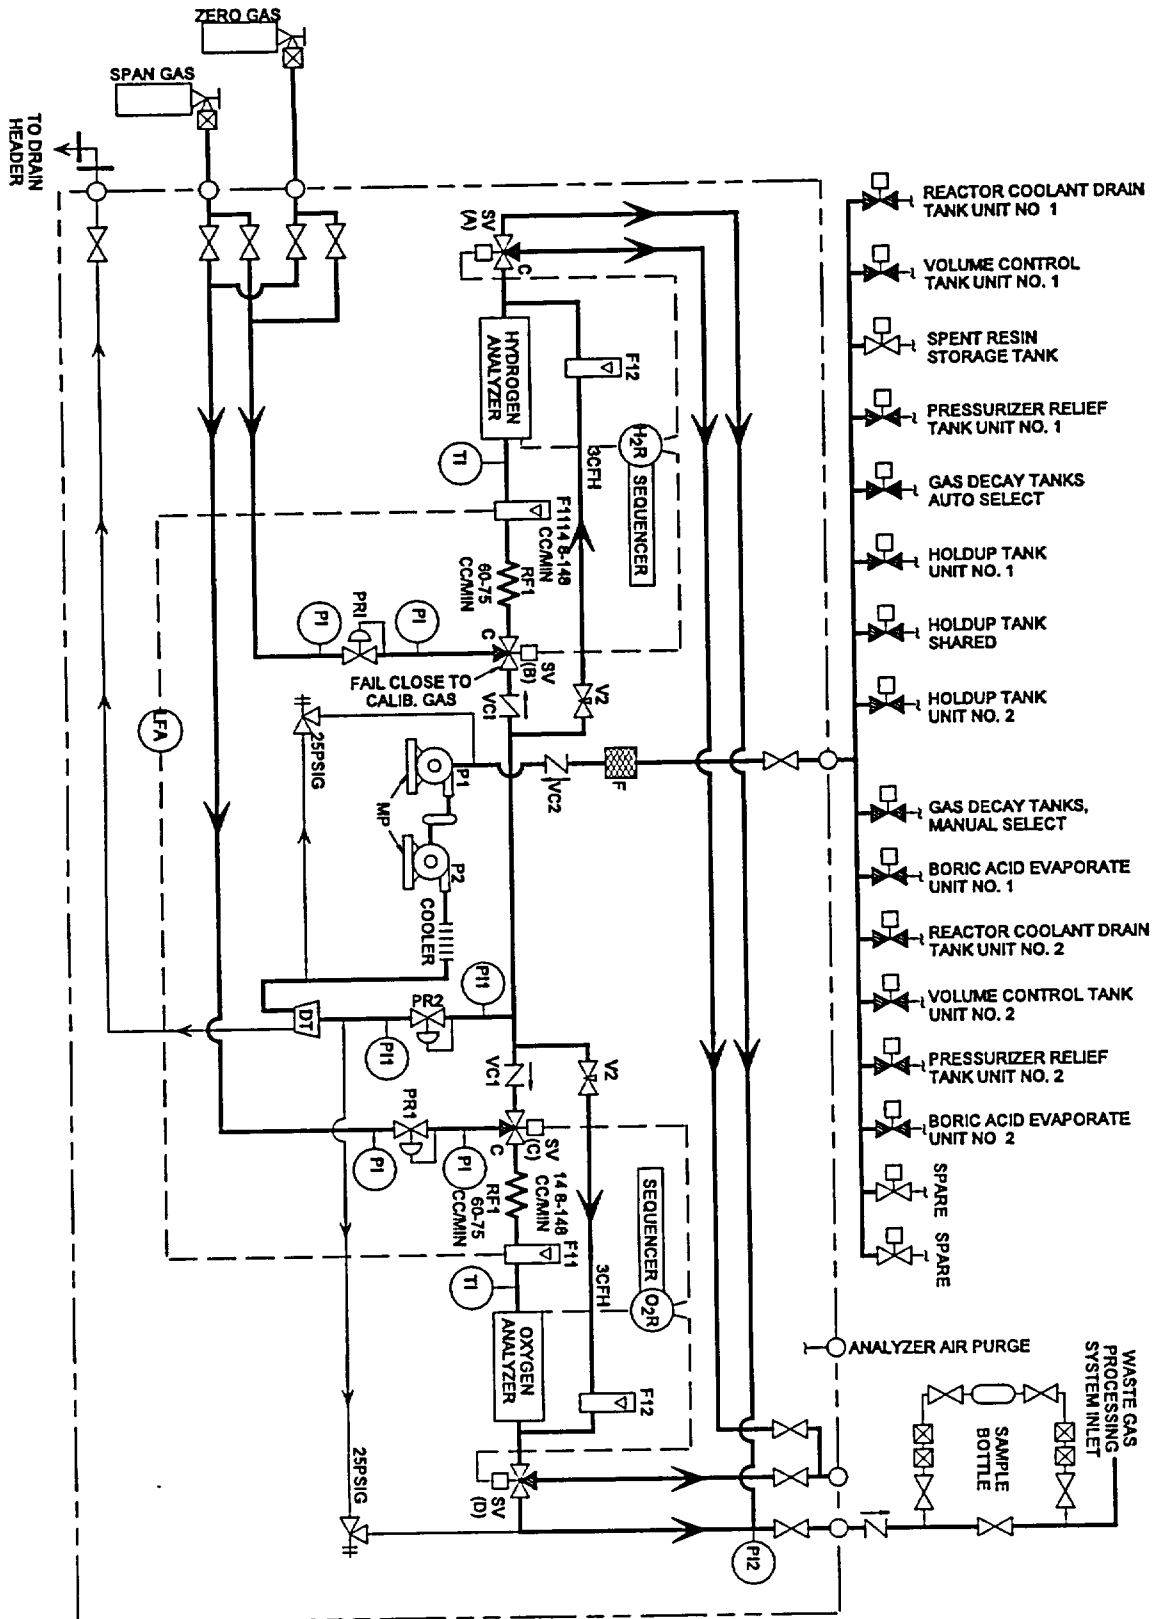 ZERO GAS
SPAN GAS
TO DRAIN
HEADER
REACTOR COOLANT DRAIN
TANK UNIT NO 1
VOLUME CONTROL
TANK UNIT NO. 1
SPENT RESIN
STORAGE TANK
PRESSURIZER RELIEF
TANK UNIT NO. 1
GAS DECAY TANKS
AUTO SELECT
HOLDUP TANK
UNIT NO. 1
HOLDUP TANK
SHARED
HOLDUP TANK
UNIT NO. 2
GAS DECAY TANKS,
MANUAL SELECT
BORIC ACID EVAPORATE
UNIT NO. 1
REACTOR COOLANT DRAIN
TANK UNIT NO. 2
VOLUME CONTROL TANK
UNIT NO. 2
PRESSURIZER RELIEF
TANK UNIT NO. 2
BORIC ACID EVAPORATE
UNIT NO 2
SPARE
SPARE
SV
(A)
C
HYDROGEN
ANALYZER
F12
TI
H2R
SEQUENCER
3CFH
F1114 8-148
CC/MIN
RF1
60-75
CC/MIN
PI
PRI
PI
C
SV
(B)
FAIL CLOSE TO
CALIB. GAS
VC1
V2
LFA
25PSIG
P1
MP
P2
VC2
F
COOLER
DT
PR2
PI1
PI1
VC1
V2
PR1
PI
PI
C
SV
(C)
14 8-148
CC/MIN
RF1
60-75
CC/MIN
F11
TI
SEQUENCER
O2R
3CFH
OXYGEN
ANALYZER
F12
SV
(D)
25PSIG
PI2
ANALYZER AIR PURGE
SAMPLE
BOTTLE
WASTE GAS
PROCESSING
SYSTEM INLET